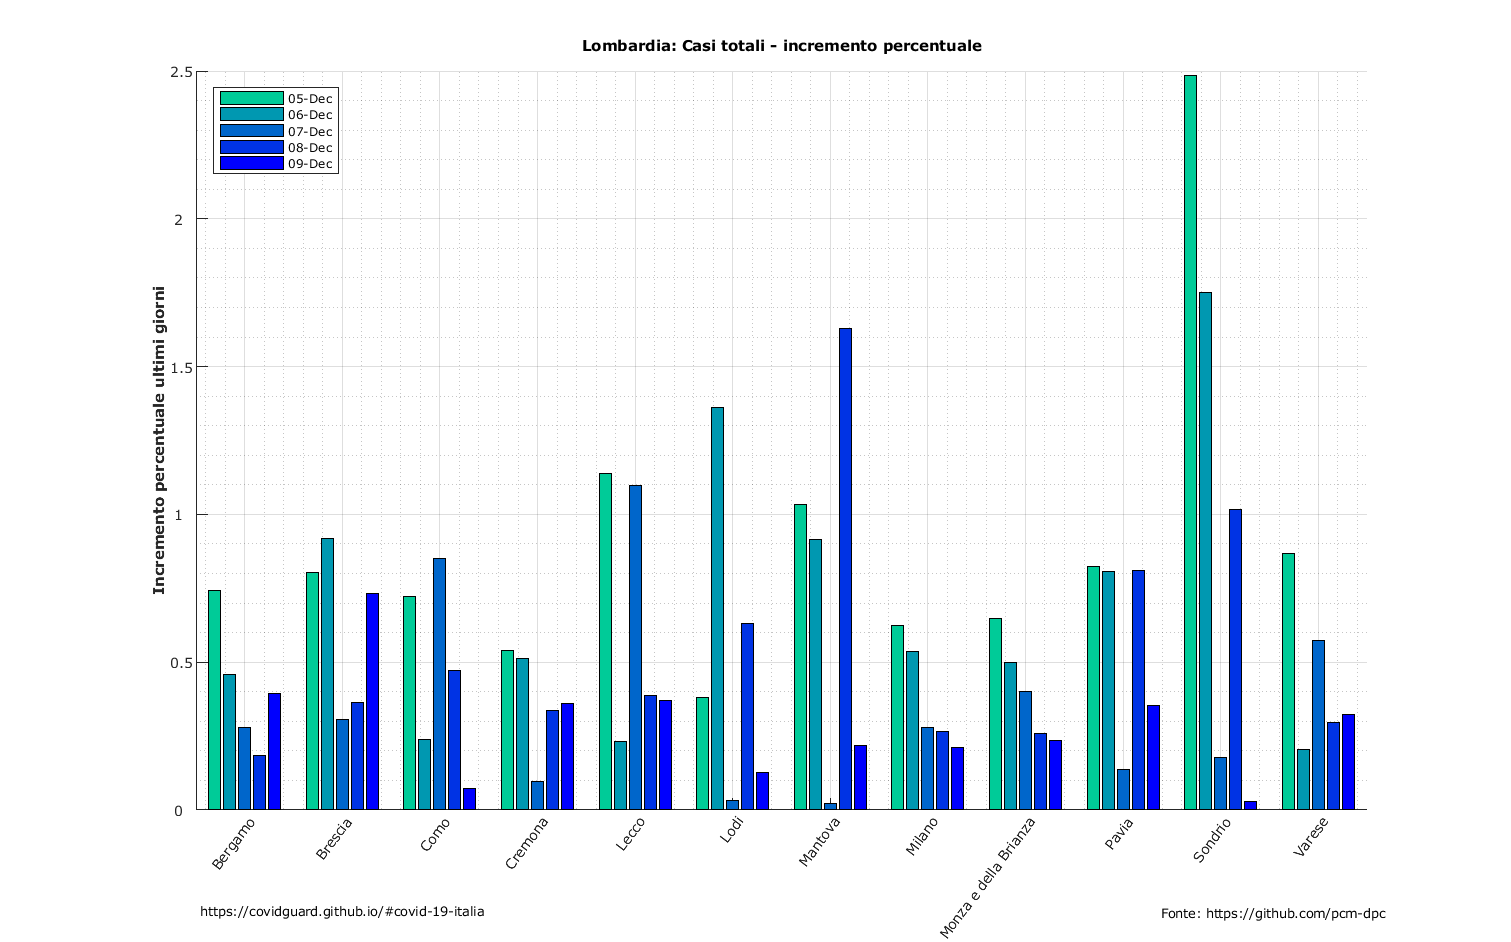 Lombardia: Casi totali - incremento percentuale
Incremento percentuale ultimi giorni
2.5
2
1.5
1
0.5
0
05-Dec
06-Dec
07-Dec
08-Dec
09-Dec
Bergamo
Brescia
Como
Cremona
Lecco
Lodi
Mantova
Milano
Monza e della Brianza
Pavia
Sondrio
Varese
https://covidguard.github.io/#covid-19-italia
Fonte: https://github.com/pcm-dpc